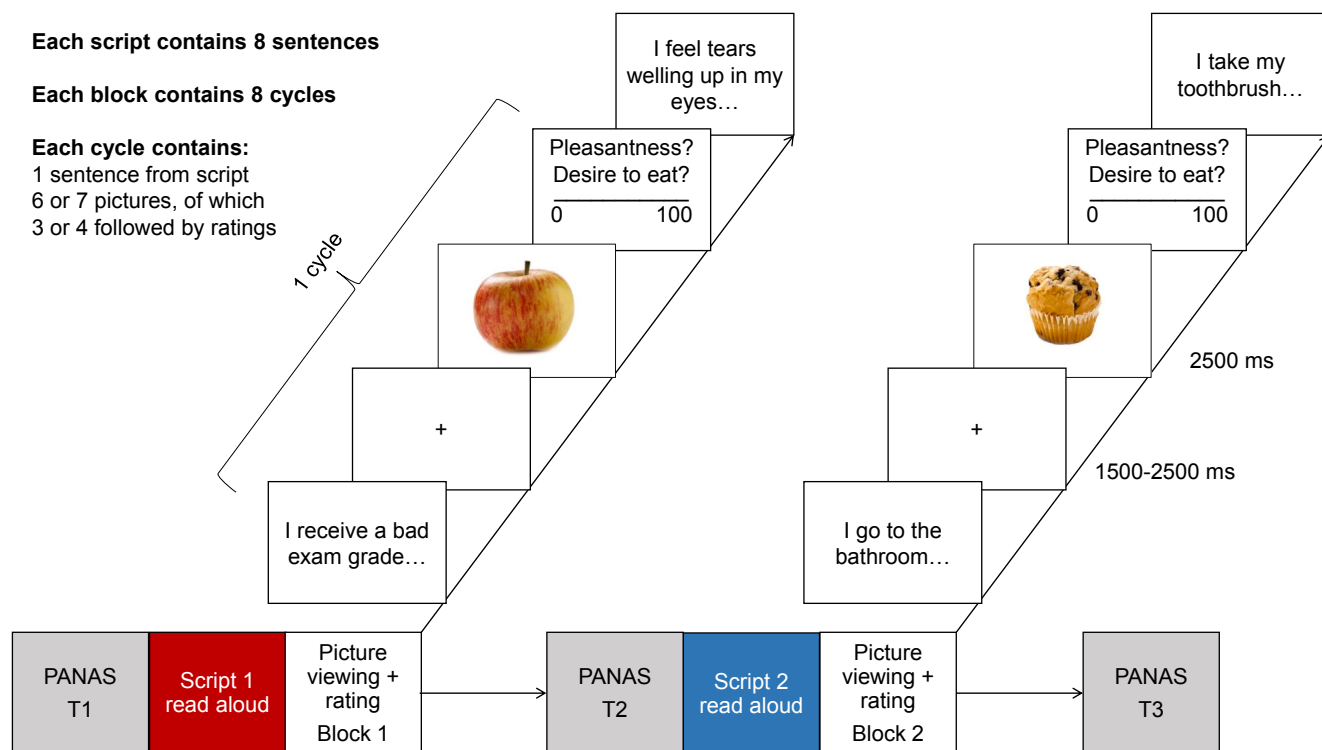 Each script contains 8 sentences
Each block contains 8 cycles
Each cycle contains:
1 sentence from script
6 or 7 pictures, of which
3 or 4 followed by ratings
1 cycle
I feel tears
welling up in my
eyes…
Pleasantness?
Desire to eat?
0 100
+
I receive a bad
exam grade…
I take my
toothbrush…
Pleasantness?
Desire to eat?
0 100
2500 ms
+
1500-2500 ms
I go to the
bathroom…
PANAS
T1
Script 1
read aloud
Picture
viewing +
rating
Block 1
PANAS
T2
Script 2
read aloud
Picture
viewing +
rating
Block 2
PANAS
T3